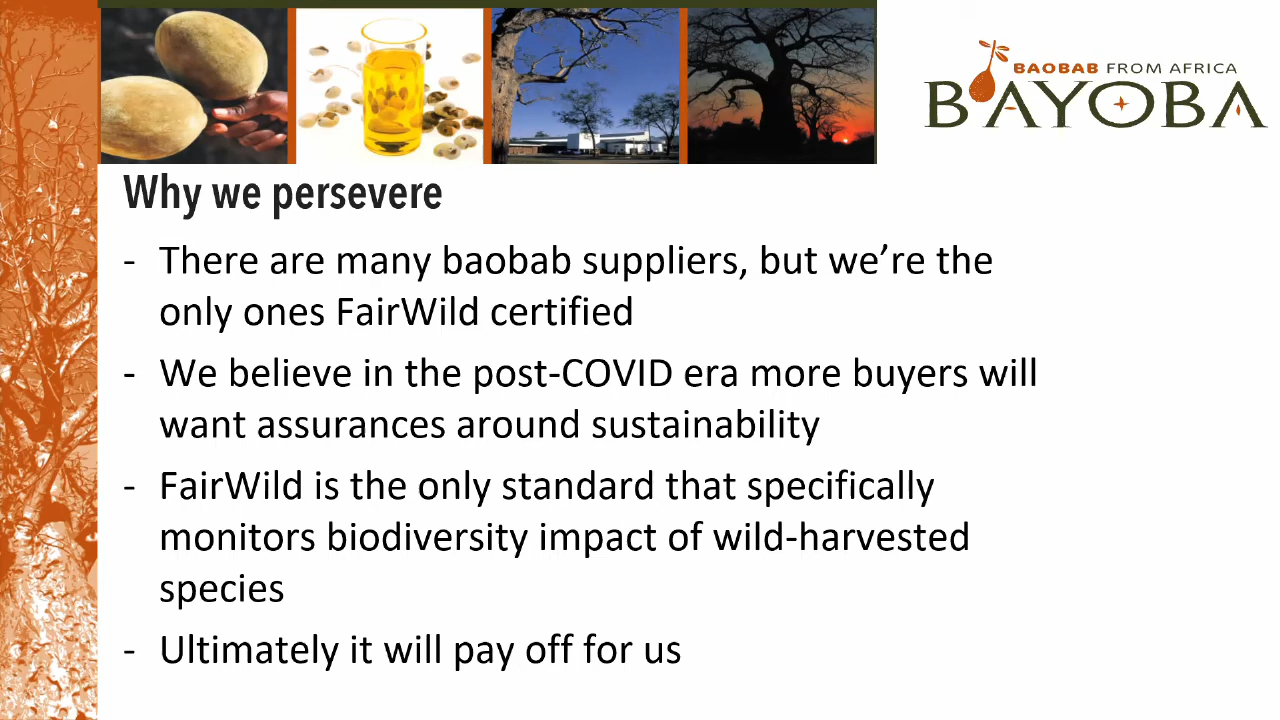 BAOBAB FROM AFRICA
BAYOBA
Why we persevere
- There are many baobab suppliers, but we’re the
only ones FairWild certified
- We believe in the post-COVID era more buyers will
want assurances around sustainability
- FairWild is the only standard that specifically
monitors biodiversity impact of wild-harvested
species
- Ultimately it will pay off for us